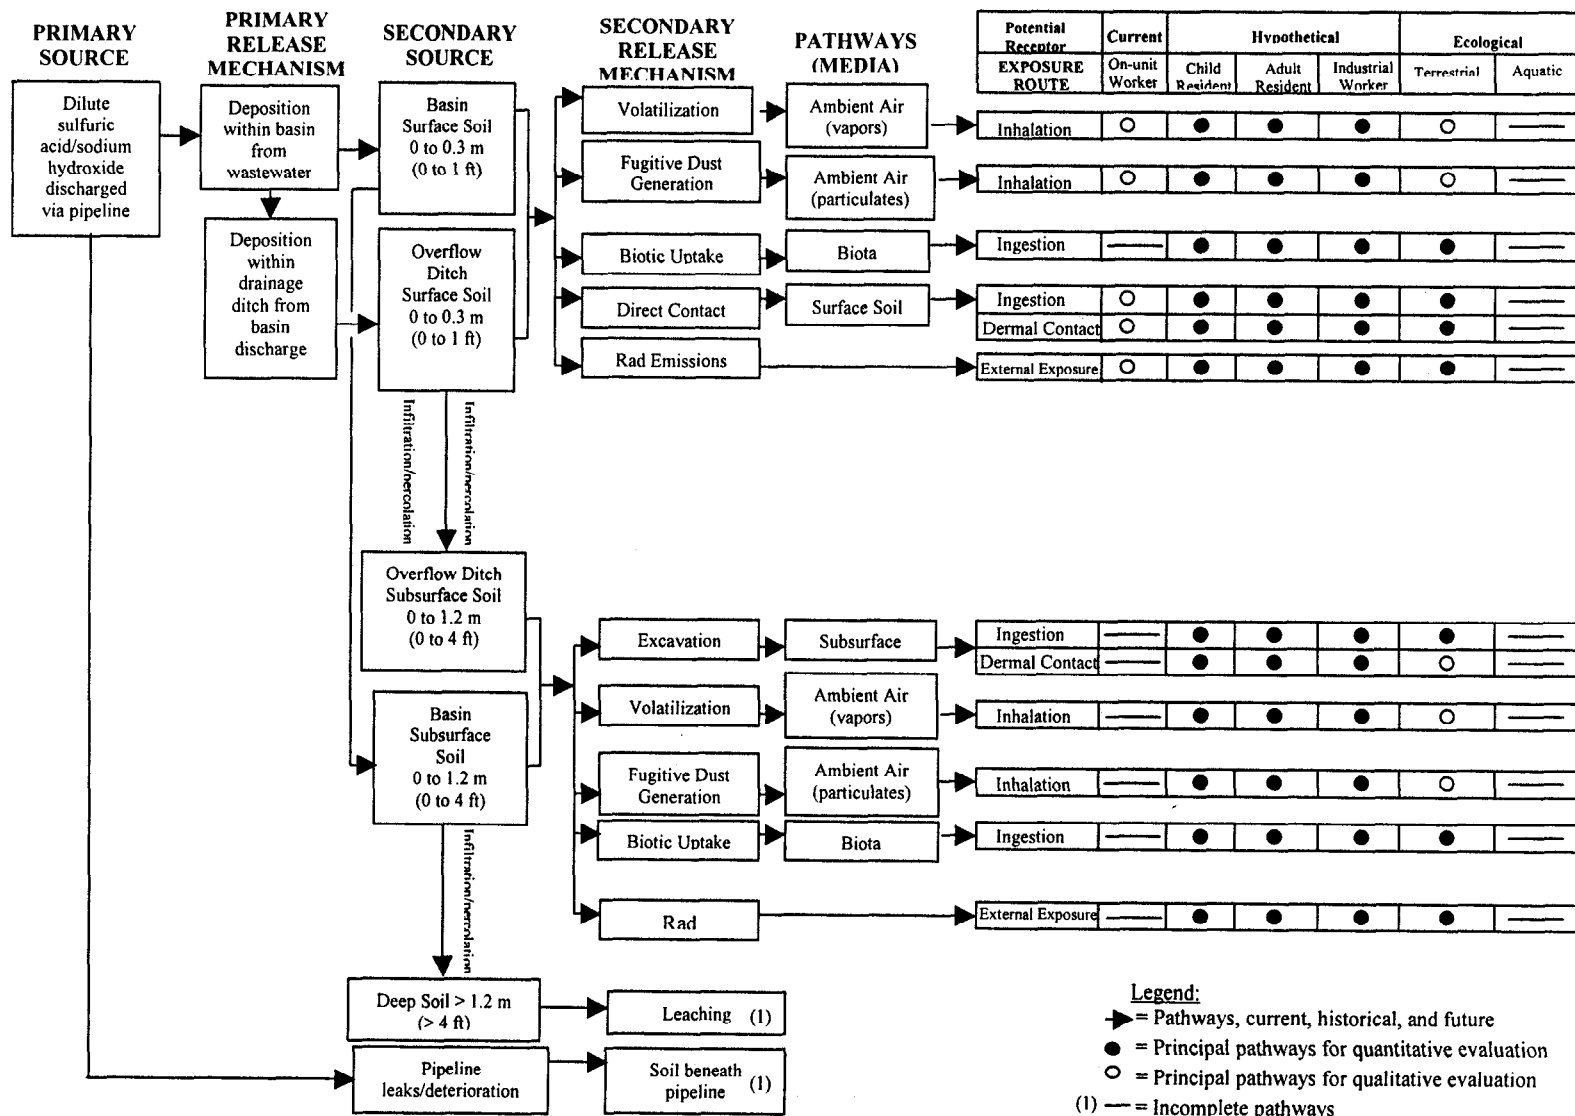 PRIMARY
SOURCE
PRIMARY
RELEASE
MECHANISM
SECONDARY
SOURCE
SECONDARY
RELEASE
MECHANISM
PATHWAYS
(MEDIA)
Potential
Receptor
Current
Hypothetical
Ecological
EXPOSURE
ROUTE
On-unit
Worker
Child
Resident
Adult
Resident
Industrial
Worker
Terrestrial
Aquatic
Dilute
sulfuric
acid/sodium
hydroxide
discharged
via pipeline
Deposition
within basin
from
wastewater
Deposition
within
drainage
ditch from
basin
discharge
Basin
Surface Soil
0 to 0.3 m
(0 to 1 ft)
Overflow
Ditch
Surface Soil
0 to 0.3 m
(0 to 1 ft)
Volatilization
Ambient Air
(vapors)
Inhalation
Fugitive Dust
Generation
Ambient Air
(particulates)
Inhalation
Biotic Uptake
Biota
Ingestion
Direct Contact
Surface Soil
Ingestion
Dermal Contact
Rad Emissions
External Exposure
Infiltration/percolation
Infiltration/percolation
Overflow Ditch
Subsurface Soil
0 to 1.2 m
(0 to 4 ft)
Basin
Subsurface
Soil
0 to 1.2 m
(0 to 4 ft)
Excavation
Subsurface
Ingestion
Dermal Contact
Volatilization
Ambient Air
(vapors)
Inhalation
Fugitive Dust
Generation
Ambient Air
(particulates)
Inhalation
Biotic Uptake
Biota
Ingestion
Rad
External Exposure
Infiltration/percolation
Deep Soil > 1.2 m
(> 4 ft)
Leaching (1)
Pipeline
leaks/deterioration
Soil beneath
pipeline (1)
Legend:
= Pathways, current, historical, and future
● = Principal pathways for quantitative evaluation
○ = Principal pathways for qualitative evaluation
(1) — = Incomplete pathways